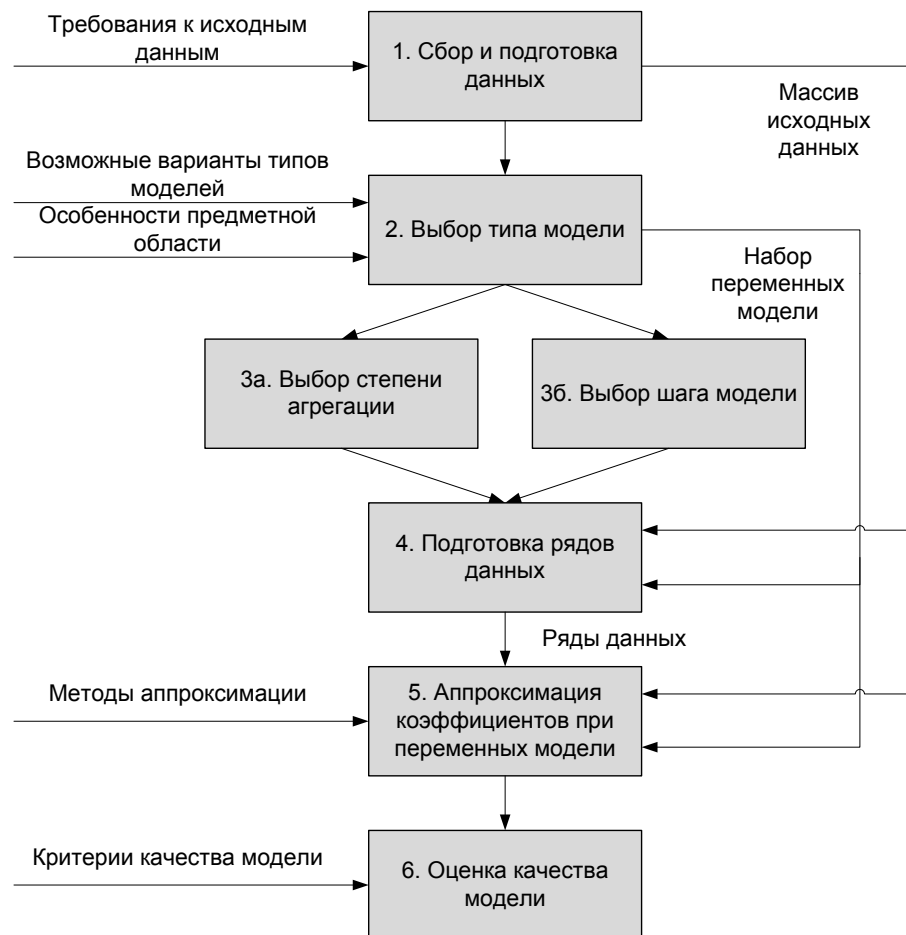 Требования к исходным
данным
1. Сбор и подготовка
данных
Массив
исходных
данных
Возможные варианты типов
моделей
Особенности предметной
области
2. Выбор типа модели
Набор
переменных
модели
3а. Выбор степени
агрегации
3б. Выбор шага модели
4. Подготовка рядов
данных
Ряды данных
Методы аппроксимации
5. Аппроксимация
коэффициентов при
переменных модели
Критерии качества модели
6. Оценка качества
модели